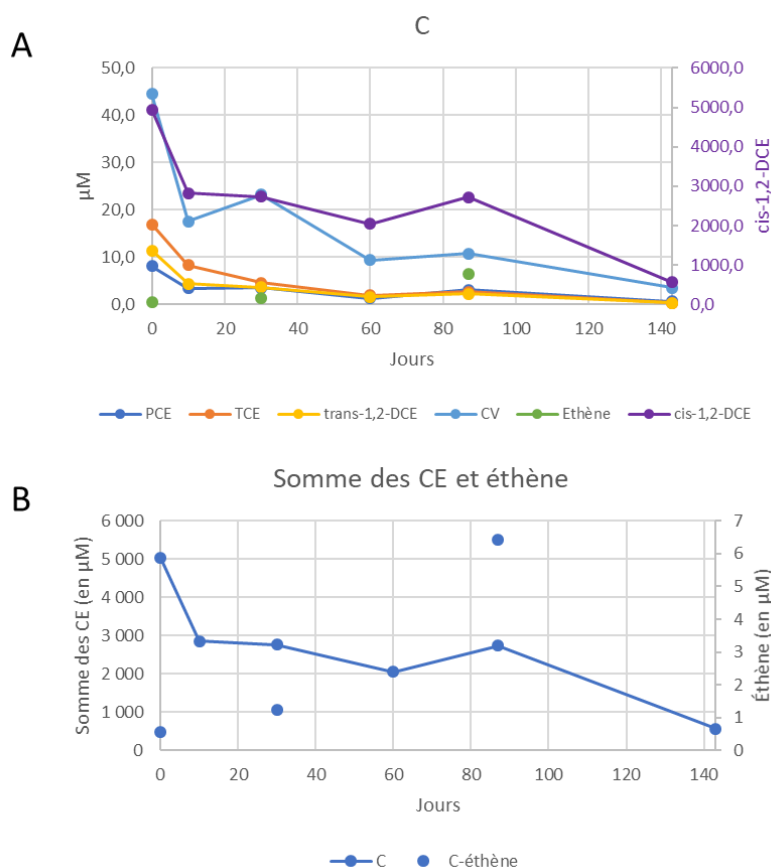 A
C
50,0
40,0
30,0
20,0
10,0
0,0
µM
6000,0
5000,0
4000,0
3000,0
2000,0
1000,0
0,0
cis-1,2-DCE
0 20 40 60 80 100 120 140
Jours
PCE TCE trans-1,2-DCE CV Ethène cis-1,2-DCE
B
Somme des CE et éthène
6 000
5 000
4 000
3 000
2 000
1 000
0
Somme des CE (en µM)
7
6
5
4
3
2
1
0
Éthène (en µM)
0 20 40 60 80 100 120 140
Jours
C C-éthène